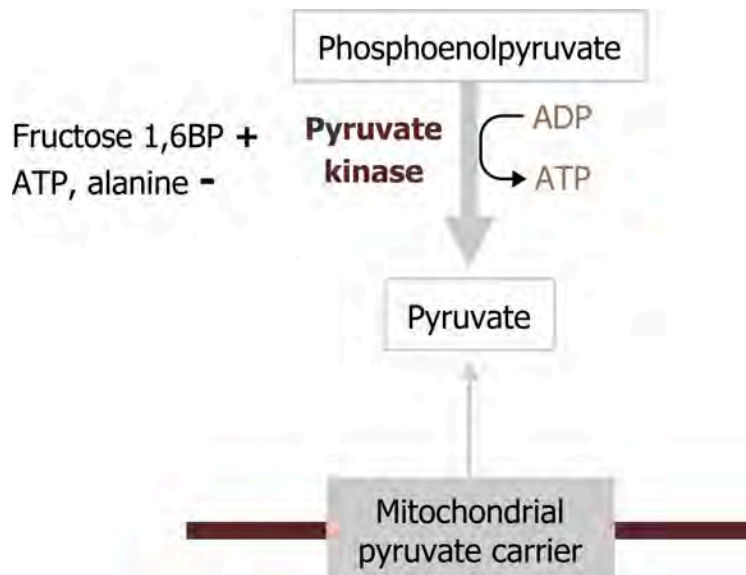 Phosphoenolpyruvate
Fructose 1,6BP +
ATP, alanine -
Pyruvate
kinase
ADP
ATP
Pyruvate
Mitochondrial
pyruvate carrier